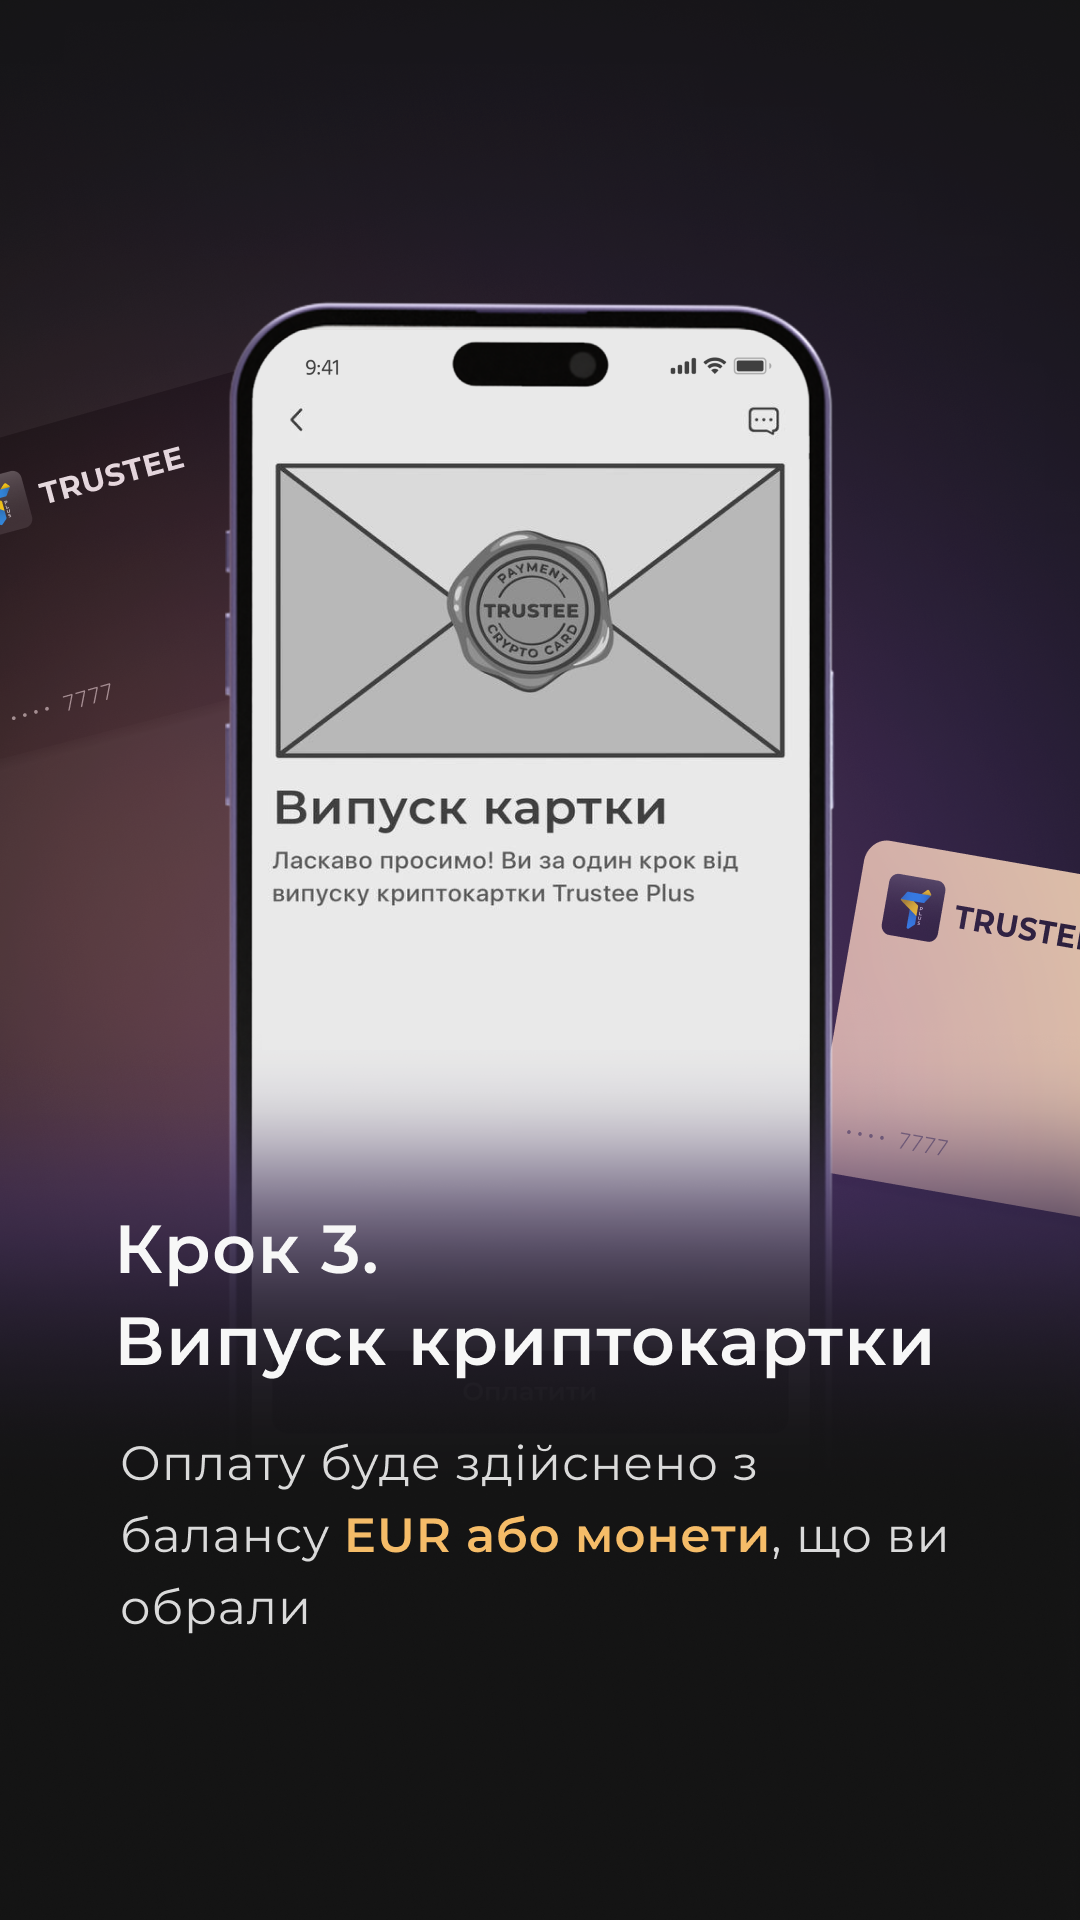 9:41
TRUSTEE
PAYMENT
TRUSTEE
CRYPTO CARD
.... 7777
Випуск картки
Ласкаво просимо! Ви за один крок від
випуску криптокартки Trustee Plus
TRUSTEE
.... 7777
Крок 3.
Випуск криптокартки
Оплатити
Оплату буде здійснено з
балансу EUR або монети, що ви
обрали